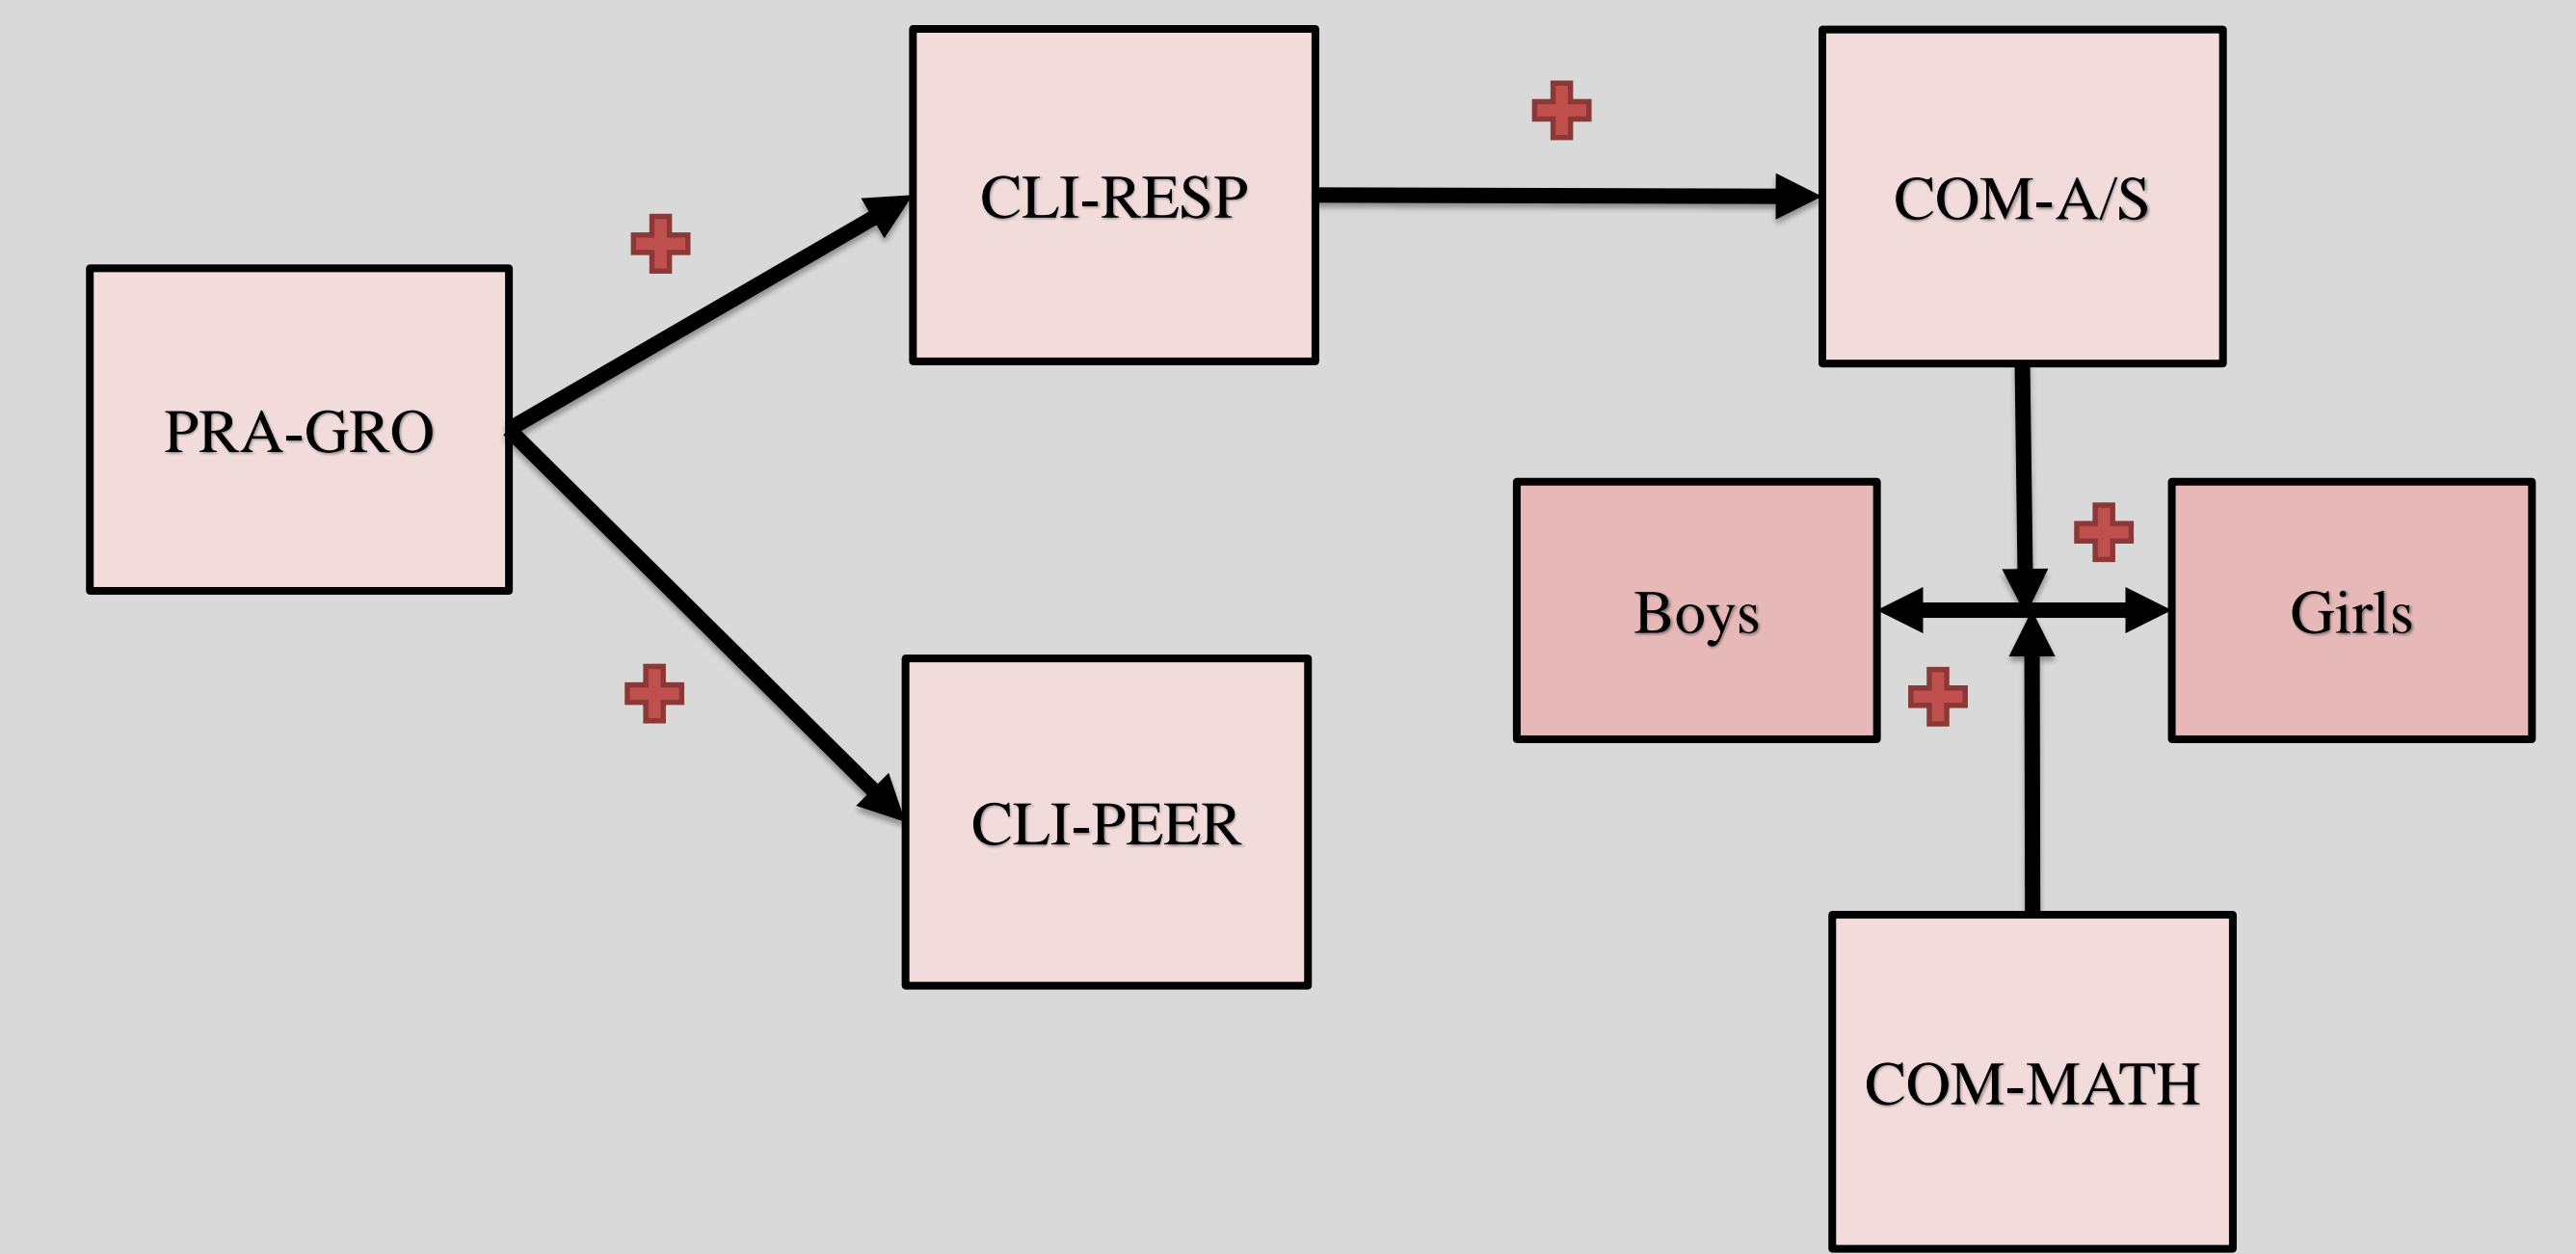 CLI-RESP
COM-A/S
PRA-GRO
Boys
Girls
CLI-PEER
COM-MATH